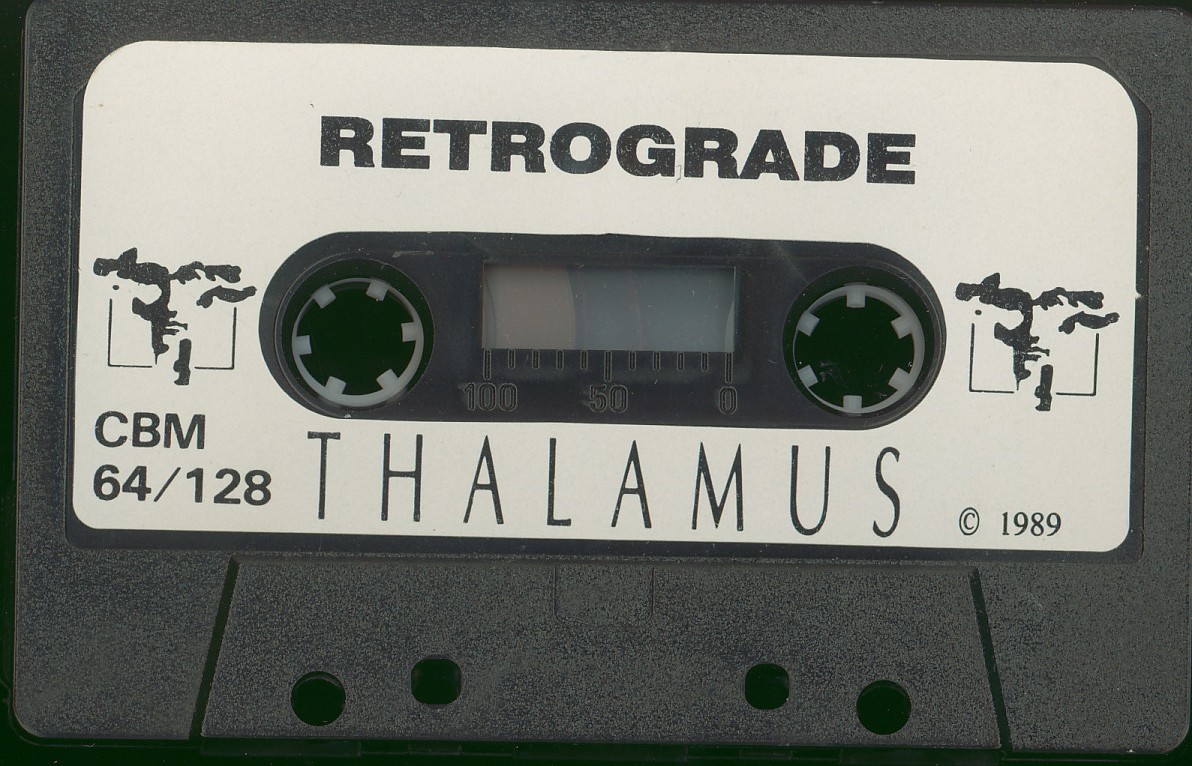 RETROGRADE
100 50 0
CBM
64/128
THALAMUS
© 1989